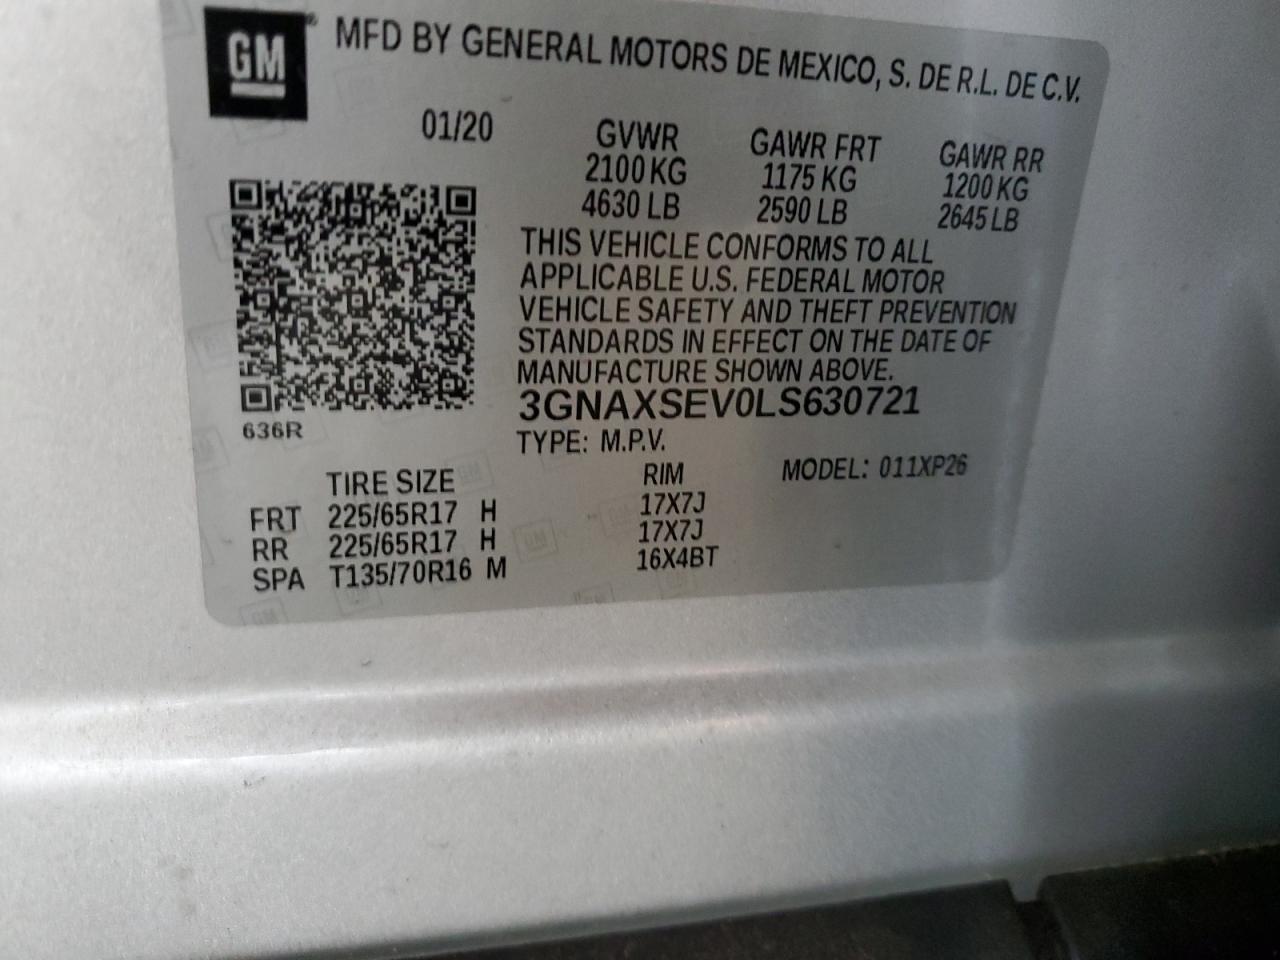 GM® MFD BY GENERAL MOTORS DE MEXICO, S. DE R.L. DE C.V.
01/20
GVWR GAWR FRT GAWR RR
2100 KG 1175 KG 1200 KG
4630 LB 2590 LB 2645 LB
THIS VEHICLE CONFORMS TO ALL
APPLICABLE U.S. FEDERAL MOTOR
VEHICLE SAFETY AND THEFT PREVENTION
STANDARDS IN EFFECT ON THE DATE OF
MANUFACTURE SHOWN ABOVE.
3GNAXSEV0LS630721
636R
TYPE: M.P.V.
MODEL: 011XP26
TIRE SIZE RIM
FRT 225/65R17 H 17X7J
RR 225/65R17 H 17X7J
SPA T135/70R16 M 16X4BT